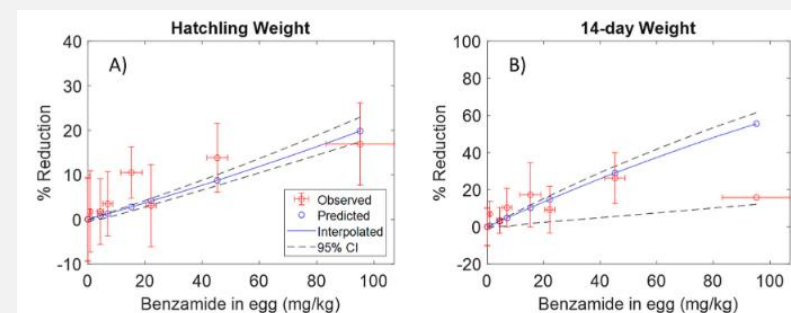 Hatchling Weight
40
30
20
10
0
-10
% Reduction
A)
Observed
Predicted
Interpolated
95% CI
0 20 40 60 80 100
Benzamide in egg (mg/kg)
14-day Weight
100
80
60
40
20
0
-20
% Reduction
B)
0 20 40 60 80 100
Benzamide in egg (mg/kg)